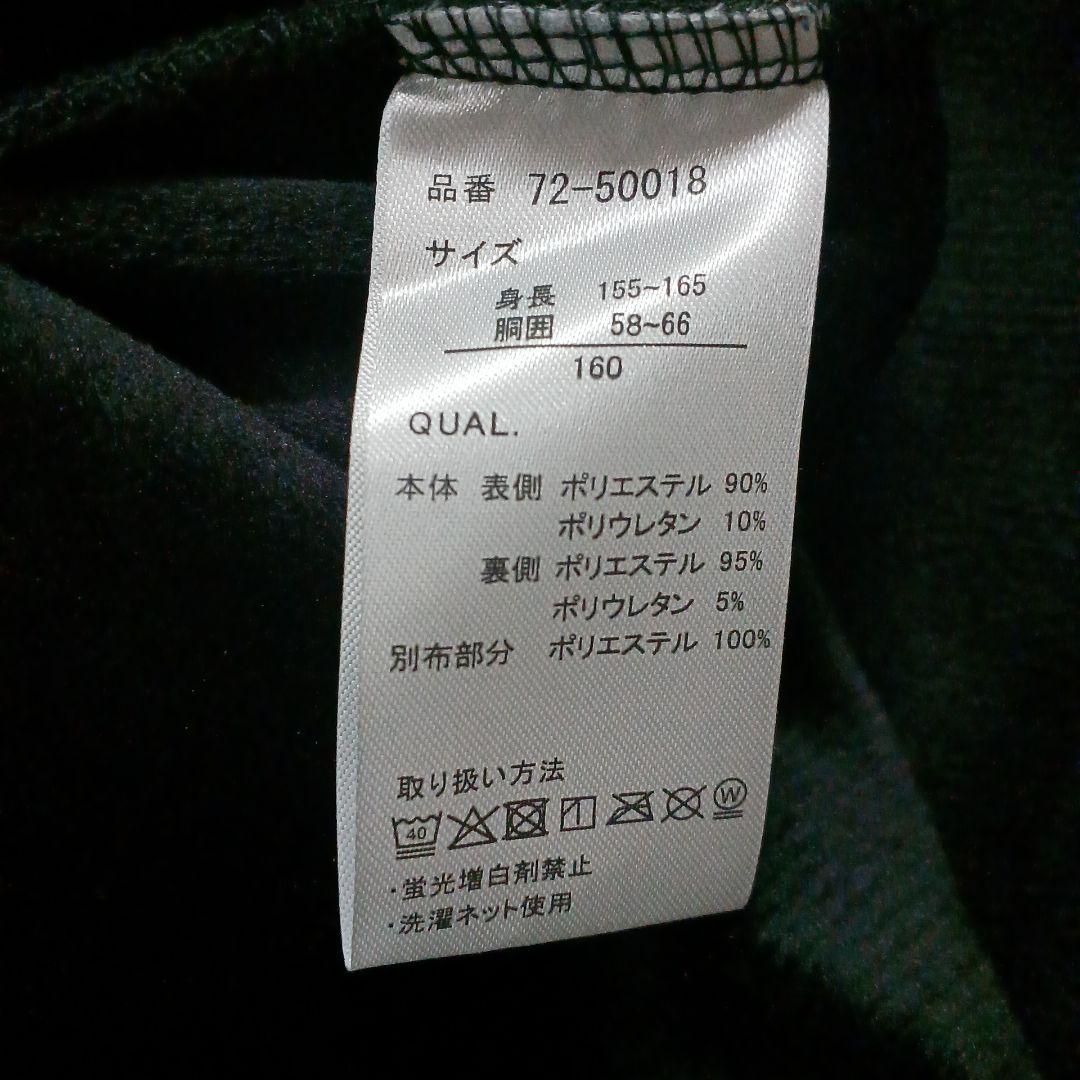 品番 72-50018
サイズ
身長 155~165
胴囲 58~66
160
QUAL.
本体 表側 ポリエステル 90%
ポリウレタン 10%
裏側 ポリエステル 95%
ポリウレタン 5%
別布部分 ポリエステル 100%
取り扱い方法
40 W
・蛍光増白剤禁止
・洗濯ネット使用